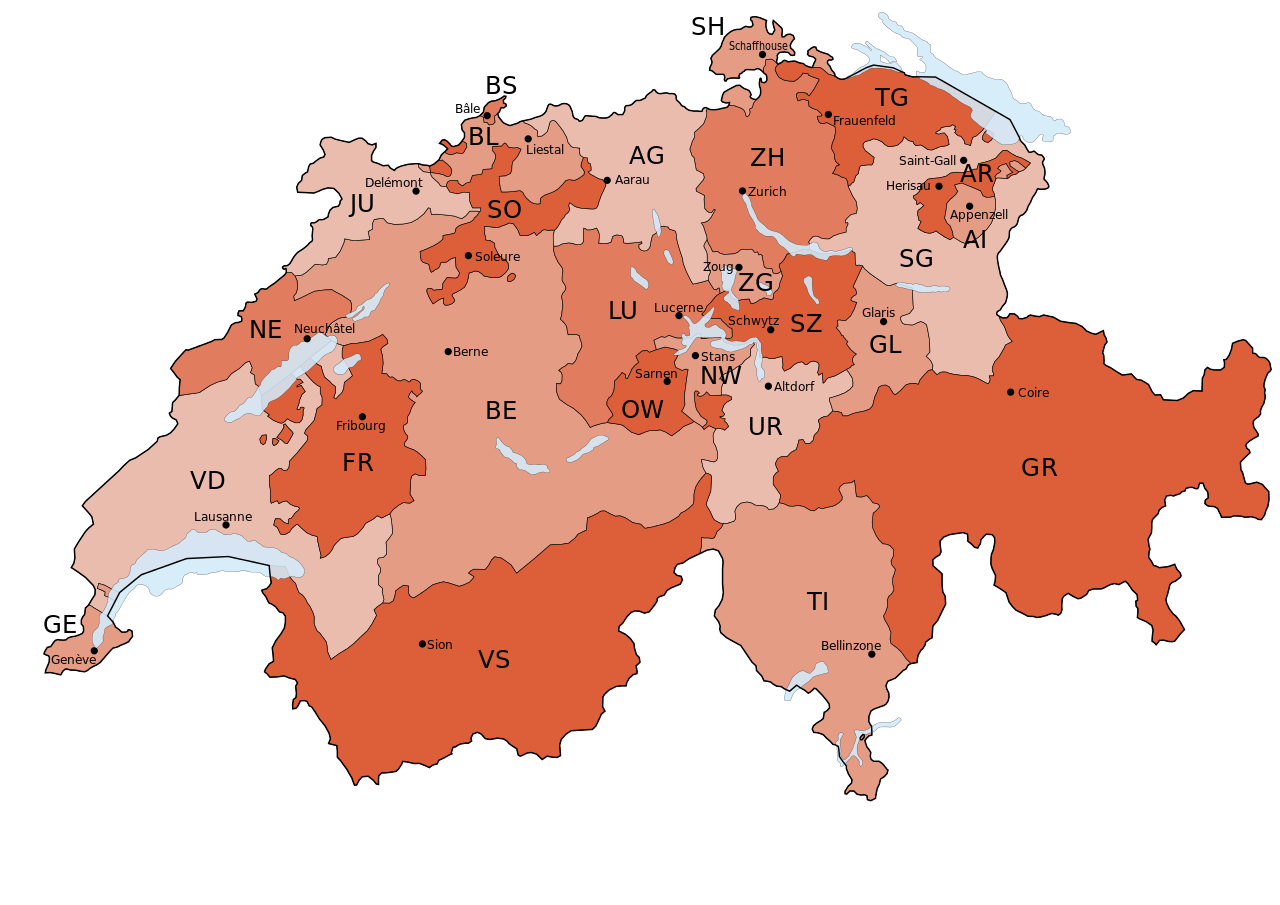 SH
Schaffhouse
BS
TG
Bâle
Frauenfeld
BL
Liestal
AG
ZH
Saint-Gall
AR
Delémont
Aarau
Herisau
Zurich
JU
SO
Appenzell
AI
Soleure
SG
Zoug
ZG
NE
Neuchâtel
LU
Lucerne
Schwytz
SZ
Glaris
GL
Berne
Stans
NW
Sarnen
OW
Altdorf
Coire
BE
Fribourg
UR
FR
GR
VD
Lausanne
TI
GE
Genève
Sion
VS
Bellinzone